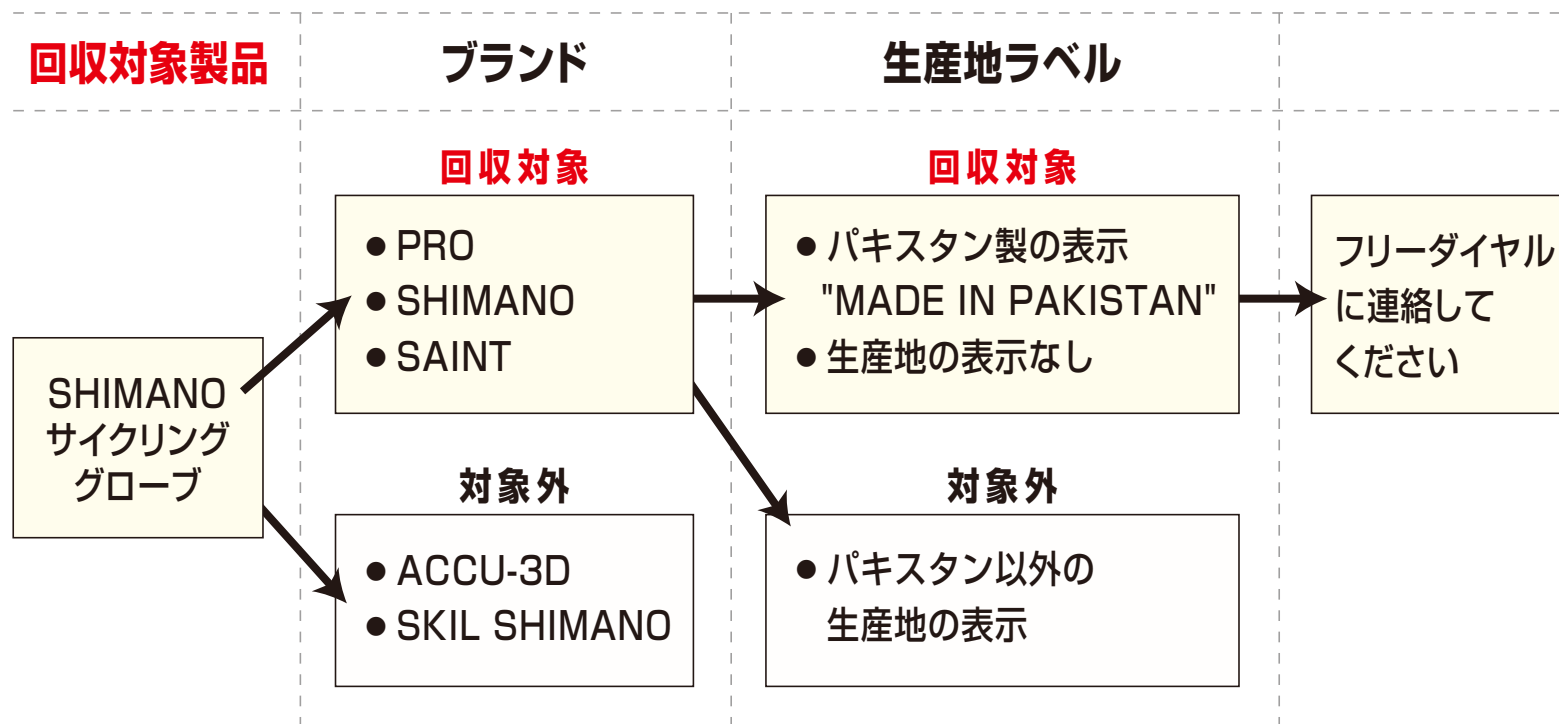 回収対象製品
ブランド
生産地ラベル
SHIMANO
サイクリング
グローブ
回収対象
● PRO
● SHIMANO
● SAINT
対象外
● ACCU-3D
● SKIL SHIMANO
回収対象
● パキスタン製の表示
"MADE IN PAKISTAN"
● 生産地の表示なし
対象外
● パキスタン以外の
生産地の表示
フリーダイヤル
に連絡して
ください